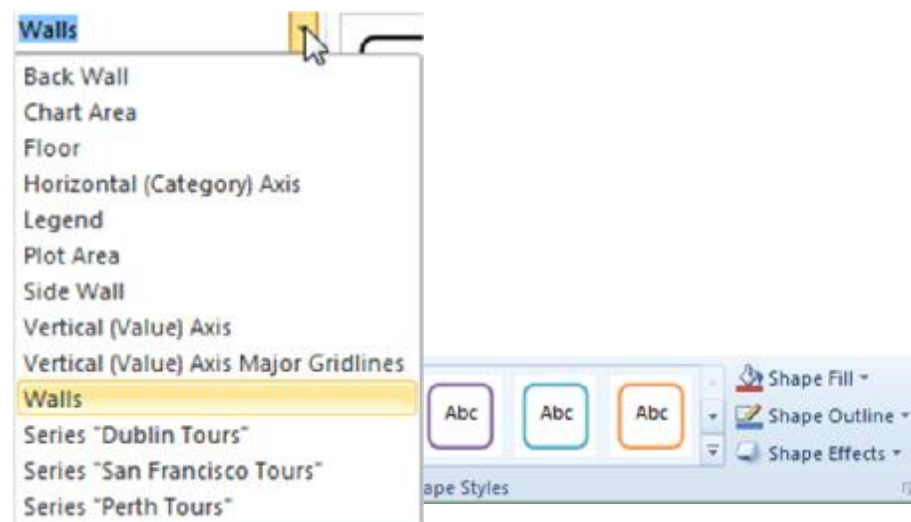 Walls
Back Wall
Chart Area
Floor
Horizontal (Category) Axis
Legend
Plot Area
Side Wall
Vertical (Value) Axis
Vertical (Value) Axis Major Gridlines
Walls
Series "Dublin Tours"
Series "San Francisco Tours"
Series "Perth Tours"
Abc Abc Abc
Shape Fill
Shape Outline
Shape Effects
ape Styles